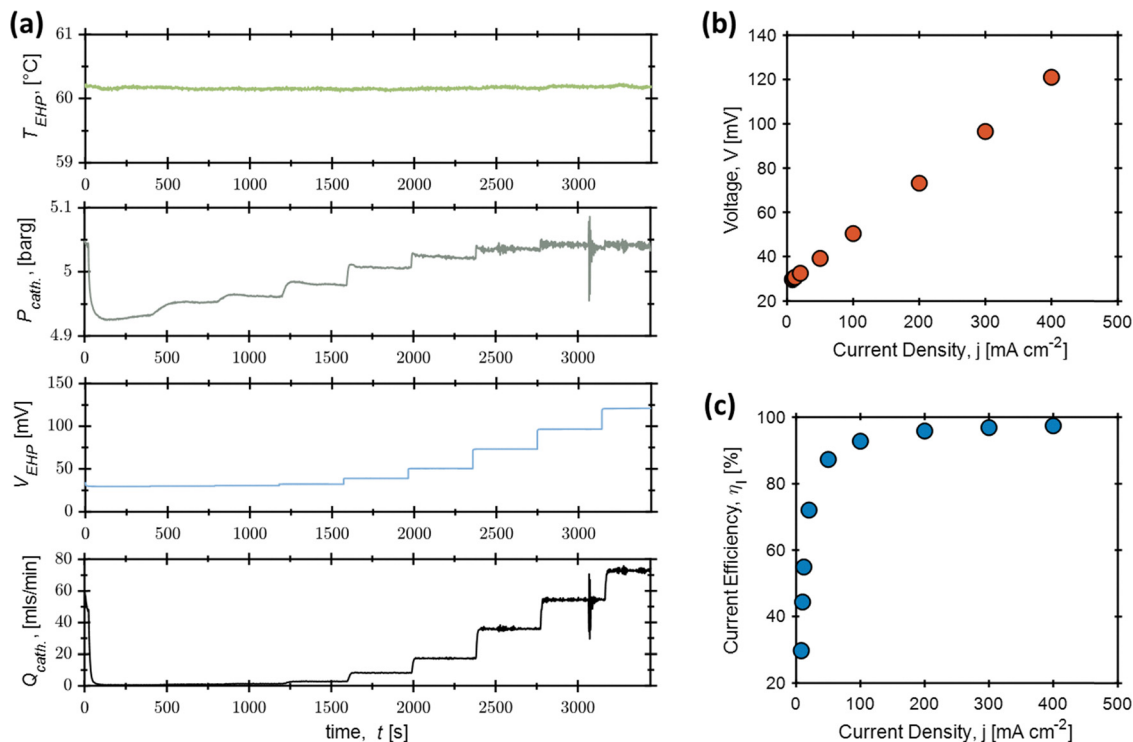 (a)
61
60
59
T_EHP, [°C]
0 500 1000 1500 2000 2500 3000
5.1
5
4.9
P_cath., [barg]
0 500 1000 1500 2000 2500 3000
150
100
50
0
V_EHP [mV]
0 500 1000 1500 2000 2500 3000
80
60
40
20
0
Q_cath., [mls/min]
0 500 1000 1500 2000 2500 3000
time, t [s]
(b)
140
120
100
80
60
40
20
Voltage, V [mV]
0 100 200 300 400 500
Current Density, j [mA cm⁻²]
(c)
100
80
60
40
20
Current Efficiency, η_I [%]
0 100 200 300 400 500
Current Density, j [mA cm⁻²]